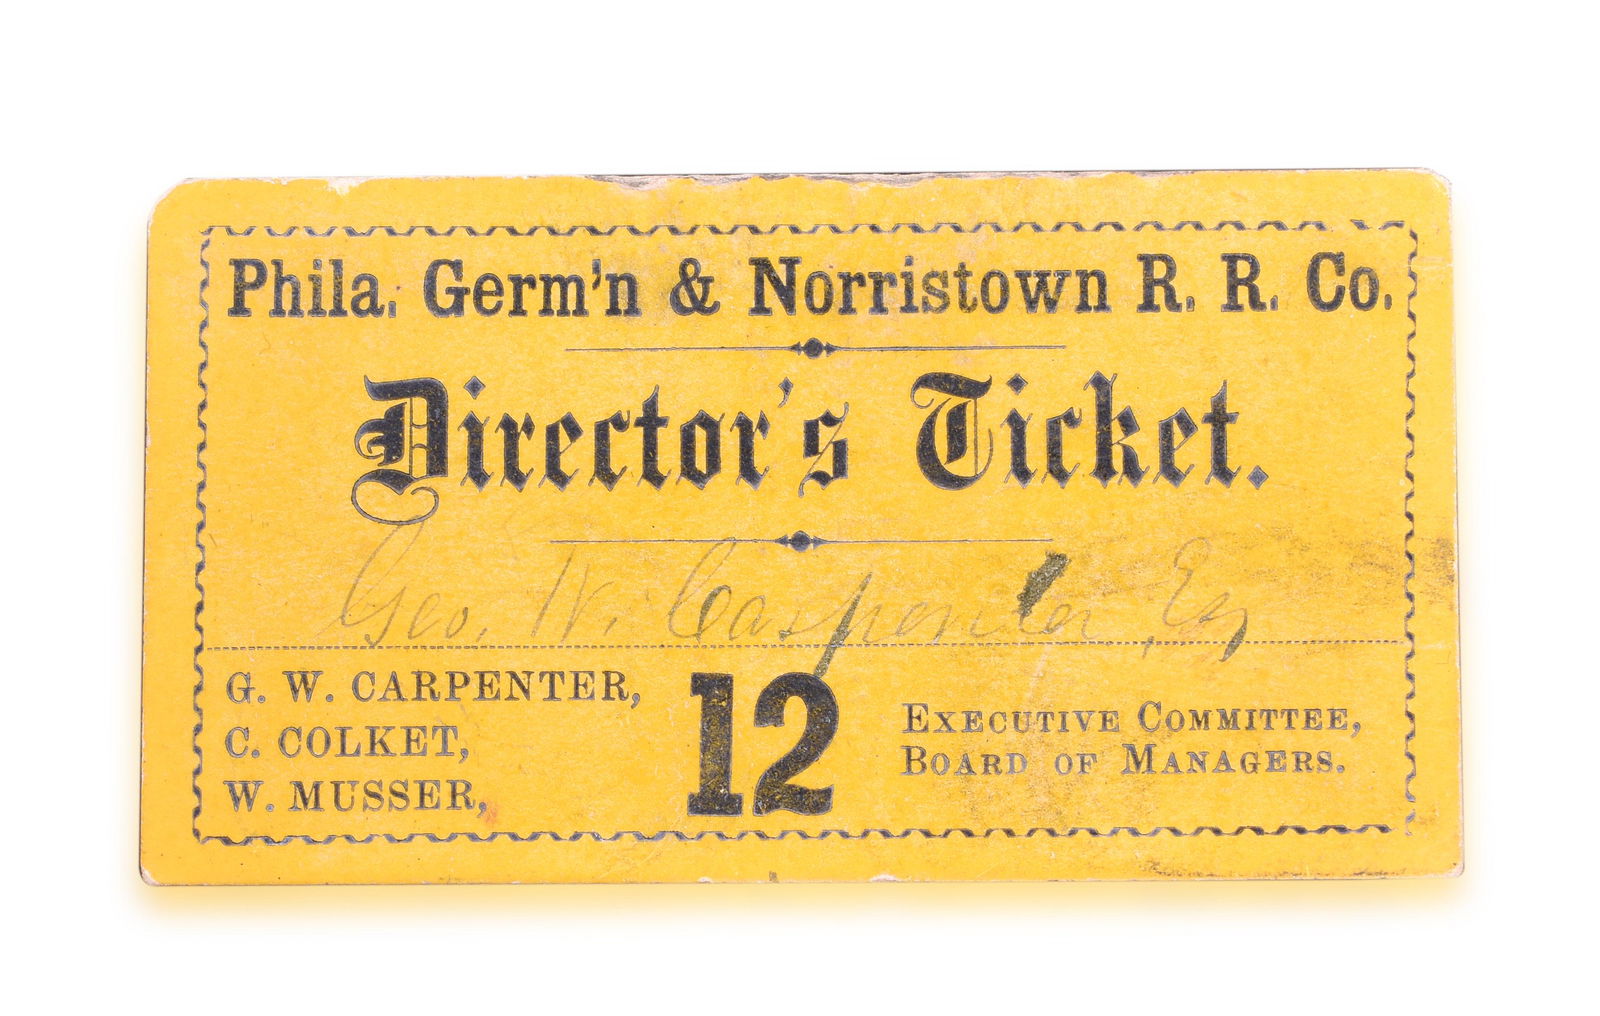 Phila. Germ'n & Norristown R. R. Co.
Director's Ticket.
Geo. W. Carpenter, Esq
G. W. CARPENTER,
C. COLKET,
W. MUSSER,
12
EXECUTIVE COMMITTEE,
BOARD OF MANAGERS.